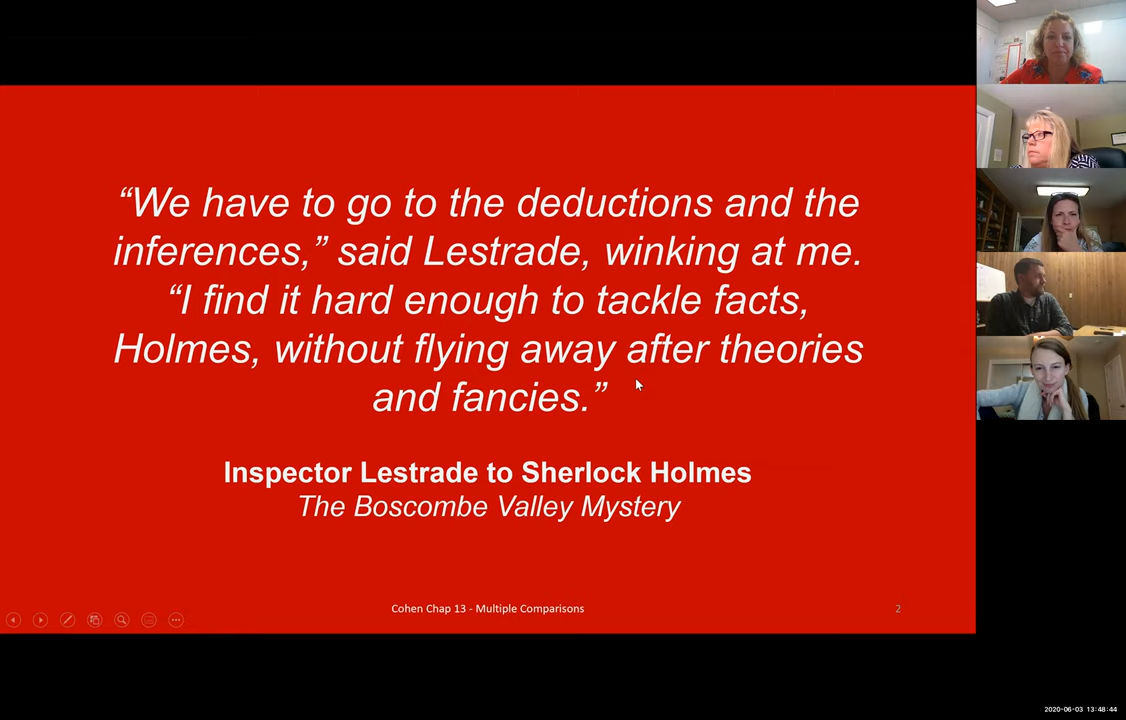 “We have to go to the deductions and the
inferences,” said Lestrade, winking at me.
“I find it hard enough to tackle facts,
Holmes, without flying away after theories
and fancies.”
Inspector Lestrade to Sherlock Holmes
The Boscombe Valley Mystery
Cohen Chap 13 - Multiple Comparisons
2
2020-06-03 13:48:44